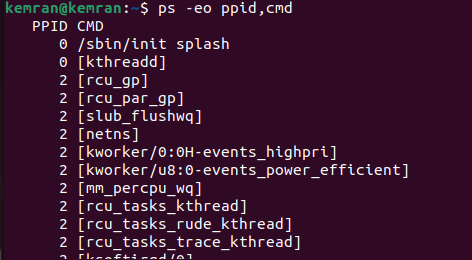 kemran@kemran:~$ ps -eo ppid,cmd
PPID CMD
0 /sbin/init splash
0 [kthreadd]
2 [rcu_gp]
2 [rcu_par_gp]
2 [slub_flushwq]
2 [netns]
2 [kworker/0:0H-events_highpri]
2 [kworker/u8:0-events_power_efficient]
2 [mm_percpu_wq]
2 [rcu_tasks_kthread]
2 [rcu_tasks_rude_kthread]
2 [rcu_tasks_trace_kthread]
2 [ksoftirqd/0]